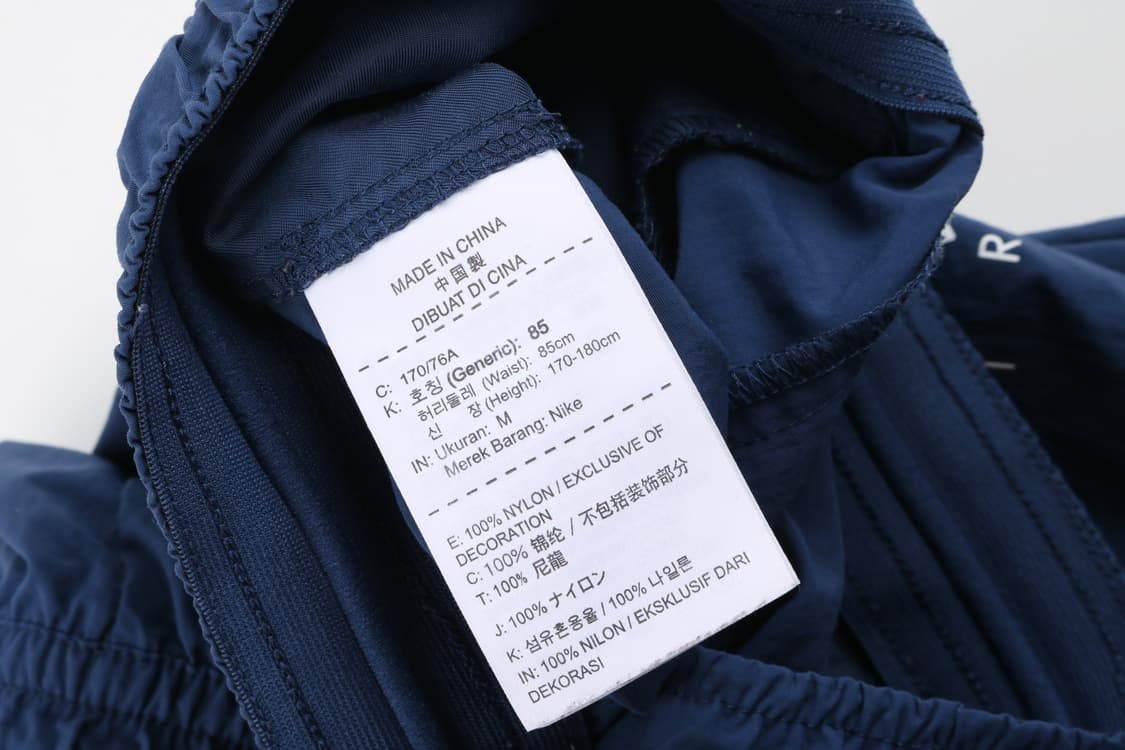 MADE IN CHINA
中国製
DIBUAT DI CINA
C: 170/76A
K: 호칭 (Generic): 85
허리둘레 (Waist): 85cm
신 장 (Height): 170-180cm
IN: Ukuran: M
Merek Barang: Nike
E: 100% NYLON / EXCLUSIVE OF
DECORATION
C: 100% 锦纶 / 不包括装饰部分
T: 100% 尼龍
J: 100% ナイロン
K: 섬유혼용율 / 100% 나일론
IN: 100% NILON / EKSKLUSIF DARI
DEKORASI
R